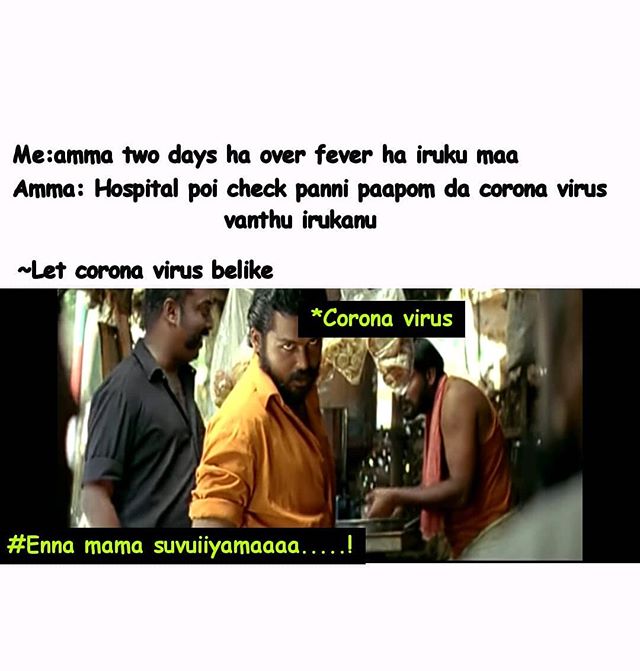 Me:amma two days ha over fever ha iruku maa
Amma: Hospital poi check panni paapom da corona virus
vanthu irukanu
~Let corona virus belike
*Corona virus
#Enna mama suvuiiyamaaaa.....!